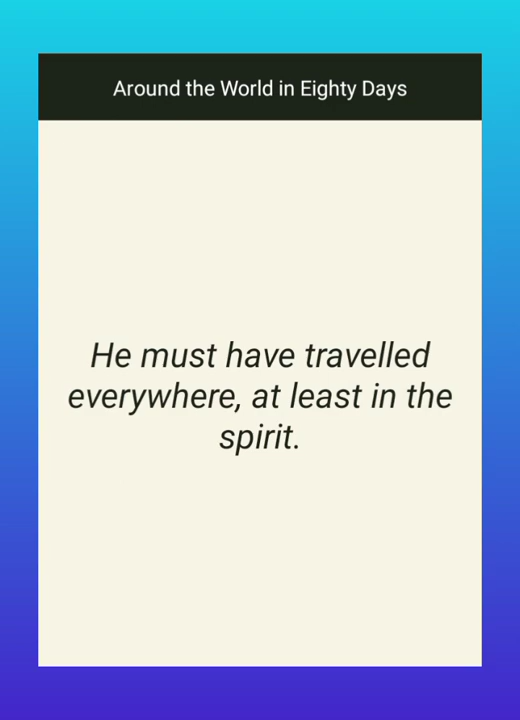 Around the World in Eighty Days
He must have travelled
everywhere, at least in the
spirit.